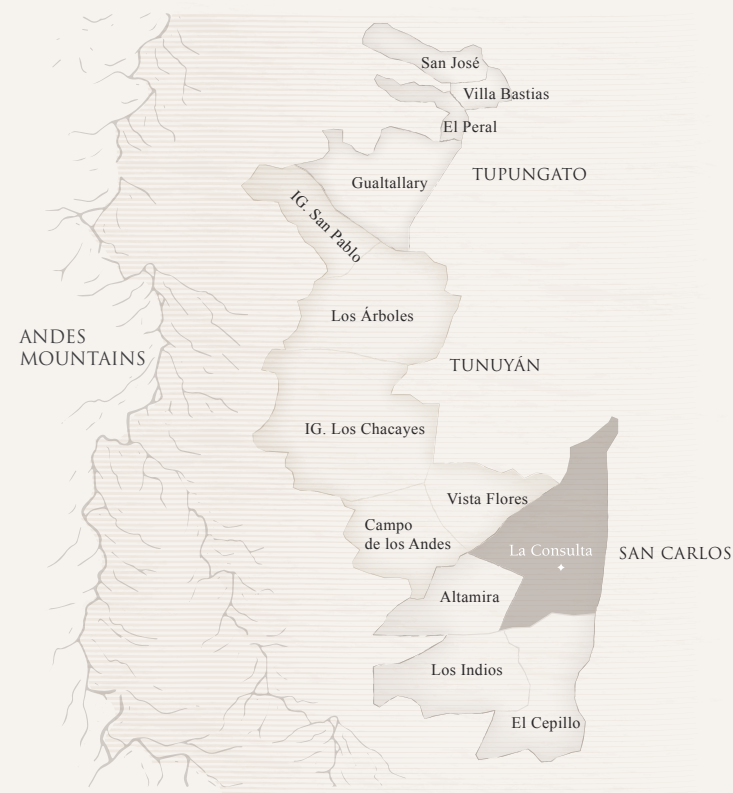 San José
Villa Bastias
El Peral
TUPUNGATO
Gualtallary
IG. San Pablo
Los Árboles
ANDES
MOUNTAINS
TUNUYÁN
IG. Los Chacayes
Vista Flores
Campo
de los Andes
La Consulta
SAN CARLOS
Altamira
Los Indios
El Cepillo